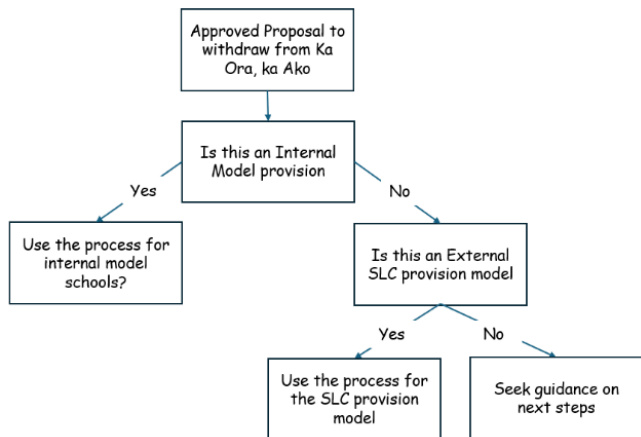 Approved Proposal to
withdraw from Ka
Ora, ka Ako
Is this an Internal
Model provision
Yes
No
Use the process for
internal model
schools?
Is this an External
SLC provision model
Yes
No
Use the process for
the SLC provision
model
Seek guidance on
next steps